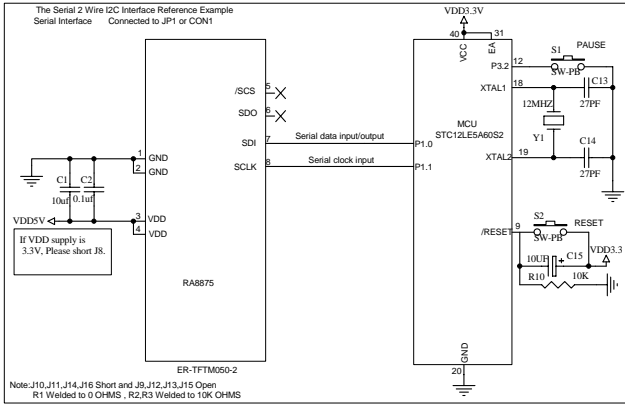 The Serial 2 Wire I2C Interface Reference Example
Serial Interface Connected to JP1 or CON1
VDD3.3V
40
31
VCC
EA
S1
PAUSE
P3.2
12
SW-PB
/SCS
5
XTAL1
18
C13
SDO
6
12MHZ
27PF
MCU
STC12LE5A60S2
SDI
7
Serial data input/output
P1.0
Y1
C14
SCLK
8
Serial clock input
P1.1
XTAL2
19
27PF
1
GND
2
GND
C1
C2
10uf
0.1uf
VDD5V
3
VDD
4
VDD
If VDD supply is
3.3V, Please short J8.
S2
/RESET
9
RESET
SW-PB
VDD3.3
10UF
+
C15
R10
10K
RA8875
ER-TFTM050-2
GND
20
Note:J10,J11,J14,J16 Short and J9,J12,J13,J15 Open
R1 Welded to 0 OHMS , R2,R3 Welded to 10K OHMS